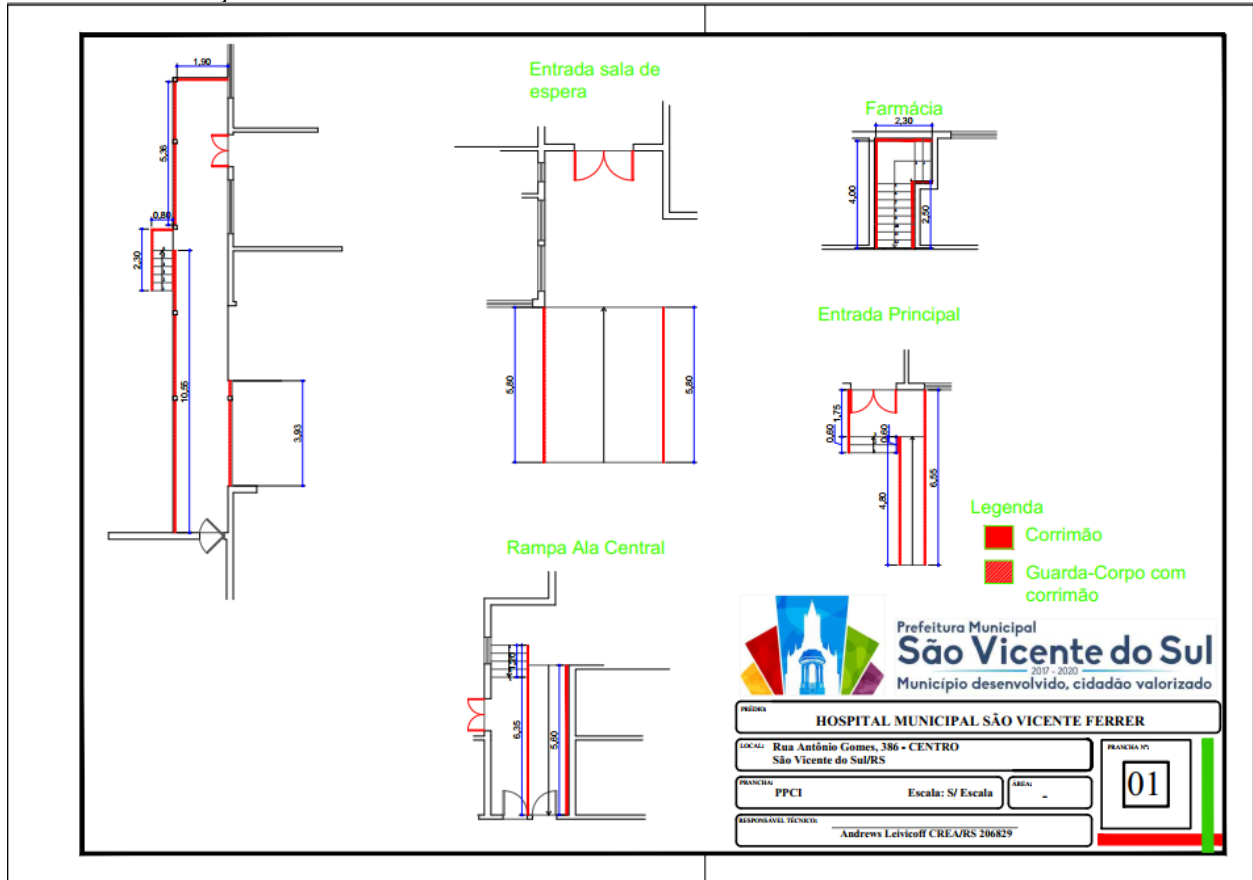 1,90
5,36
0,80
2,30
10,55
3,93
Entrada sala de
espera
5,80
5,80
Farmácia
2,30
4,00
2,50
Entrada Principal
1,75
0,60
0,60
4,80
6,55
Legenda
Corrimão
Guarda-Corpo com
corrimão
Rampa Ala Central
1,20
6,35
5,60
Prefeitura Municipal
São Vicente do Sul
2017 - 2020
Município desenvolvido, cidadão valorizado
PRÉDIO:
HOSPITAL MUNICIPAL SÃO VICENTE FERRER
LOCAL: Rua Antônio Gomes, 386 - CENTRO
São Vicente do Sul/RS
PRANCHA Nº:
01
PRANCHA:
PPCI Escala: S/ Escala
ÁREA:
-
RESPONSÁVEL TÉCNICO:
Andrews Leivicoff CREA/RS 206829